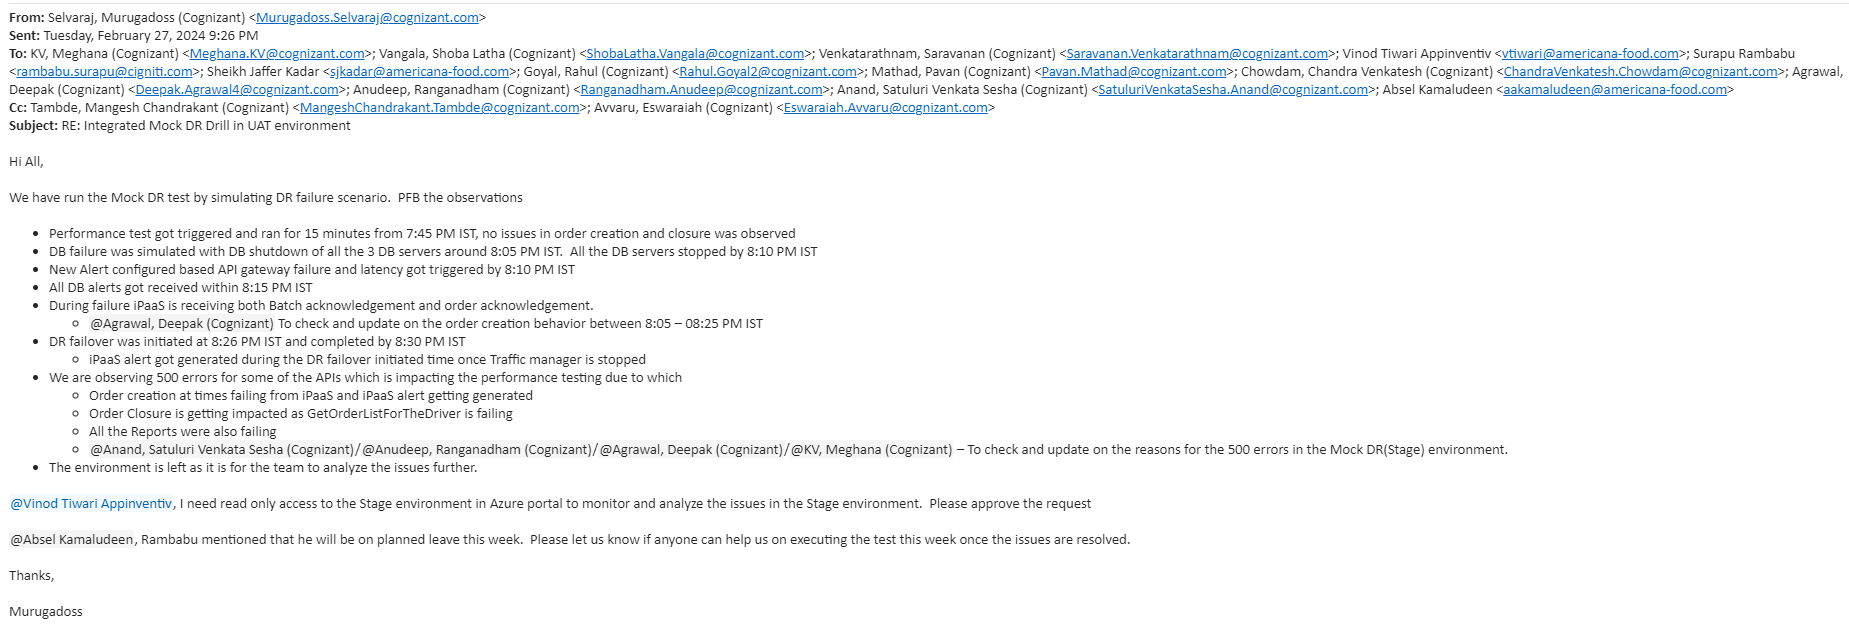 From: Selvaraj, Murugadoss (Cognizant) <Murugadoss.Selvaraj@cognizant.com>
Sent: Tuesday, February 27, 2024 9:26 PM
To: KV, Meghana (Cognizant) <Meghana.KV@cognizant.com>; Vangala, Shoba Latha (Cognizant) <ShobaLatha.Vangala@cognizant.com>; Venkatarathnam, Saravanan (Cognizant) <Saravanan.Venkatarathnam@cognizant.com>; Vinod Tiwari Appinventiv <vtiwari@americana-food.com>; Surapu Rambabu
<rambabu.surapu@cigniti.com>; Sheikh Jaffer Kadar <sjkadar@americana-food.com>; Goyal, Rahul (Cognizant) <Rahul.Goyal2@cognizant.com>; Mathad, Pavan (Cognizant) <Pavan.Mathad@cognizant.com>; Chowdam, Chandra Venkatesh (Cognizant) <ChandraVenkatesh.Chowdam@cognizant.com>; Agrawal,
Deepak (Cognizant) <Deepak.Agrawal4@cognizant.com>; Anudeep, Ranganadham (Cognizant) <Ranganadham.Anudeep@cognizant.com>; Anand, Satuluri Venkata Sesha (Cognizant) <SatuluriVenkataSesha.Anand@cognizant.com>; Absel Kamaludeen <aakamaludeen@americana-food.com>
Cc: Tambde, Mangesh Chandrakant (Cognizant) <MangeshChandrakant.Tambde@cognizant.com>; Avvaru, Eswaraiah (Cognizant) <Eswaraiah.Avvaru@cognizant.com>
Subject: RE: Integrated Mock DR Drill in UAT environment
Hi All,
We have run the Mock DR test by simulating DR failure scenario. PFB the observations
• Performance test got triggered and ran for 15 minutes from 7:45 PM IST, no issues in order creation and closure was observed
• DB failure was simulated with DB shutdown of all the 3 DB servers around 8:05 PM IST. All the DB servers stopped by 8:10 PM IST
• New Alert configured based API gateway failure and latency got triggered by 8:10 PM IST
• All DB alerts got received within 8:15 PM IST
• During failure iPaaS is receiving both Batch acknowledgement and order acknowledgement.
o @Agrawal, Deepak (Cognizant) To check and update on the order creation behavior between 8:05 – 08:25 PM IST
• DR failover was initiated at 8:26 PM IST and completed by 8:30 PM IST
o iPaaS alert got generated during the DR failover initiated time once Traffic manager is stopped
• We are observing 500 errors for some of the APIs which is impacting the performance testing due to which
o Order creation at times failing from iPaaS and iPaaS alert getting generated
o Order Closure is getting impacted as GetOrderListForTheDriver is failing
o All the Reports were also failing
o @Anand, Satuluri Venkata Sesha (Cognizant)/@Anudeep, Ranganadham (Cognizant)/@Agrawal, Deepak (Cognizant)/@KV, Meghana (Cognizant) – To check and update on the reasons for the 500 errors in the Mock DR(Stage) environment.
• The environment is left as it is for the team to analyze the issues further.
@Vinod Tiwari Appinventiv, I need read only access to the Stage environment in Azure portal to monitor and analyze the issues in the Stage environment. Please approve the request
@Absel Kamaludeen, Rambabu mentioned that he will be on planned leave this week. Please let us know if anyone can help us on executing the test this week once the issues are resolved.
Thanks,
Murugadoss